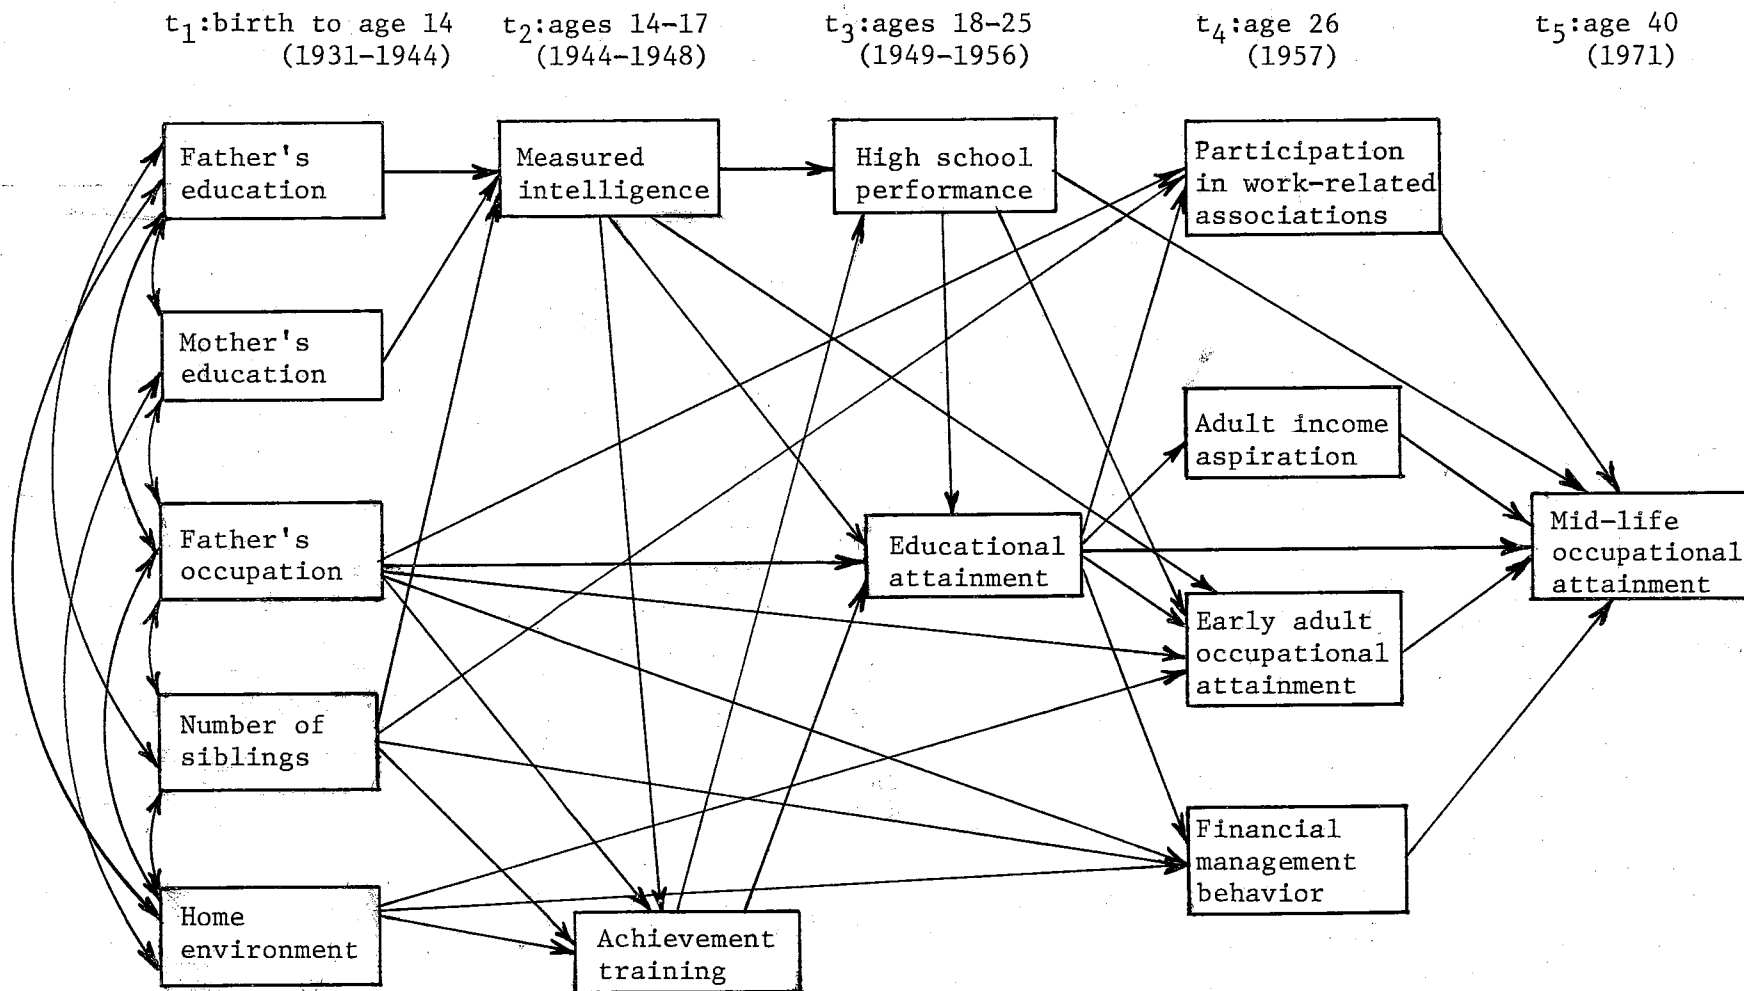 t1:birth to age 14
(1931-1944)
t2:ages 14-17
(1944-1948)
t3:ages 18-25
(1949-1956)
t4:age 26
(1957)
t5:age 40
(1971)
Father's
education
Mother's
education
Father's
occupation
Number of
siblings
Home
environment
Measured
intelligence
Achievement
training
High school
performance
Educational
attainment
Participation
in work-related
associations
Adult income
aspiration
Early adult
occupational
attainment
Financial
management
behavior
Mid-life
occupational
attainment